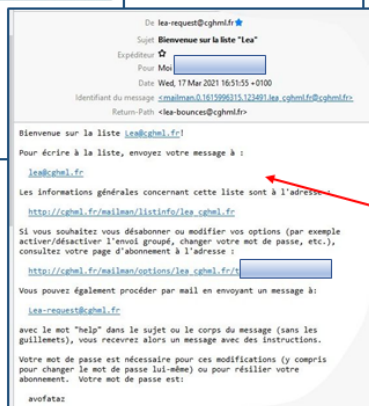 De lea-request@cghml.fr
Sujet Bienvenue sur la liste "Lea"
Expéditeur
Pour Moi
Date Wed, 17 Mar 2021 16:51:55 +0100
Identifiant du message <mailman.0.1615996315.123491.lea_cghml.fr@cghml.fr>
Return-Path <lea-bounces@cghml.fr>
Bienvenue sur la liste Lea@cghml.fr!
Pour écrire à la liste, envoyez votre message à :
lea@cghml.fr
Les informations générales concernant cette liste sont à l'adresse :
http://cghml.fr/mailman/listinfo/lea_cghml.fr
Si vous souhaitez vous désabonner ou modifier vos options (par exemple
activer/désactiver l'envoi groupé, changer votre mot de passe, etc.),
consultez votre page d'abonnement à l'adresse :
http://cghml.fr/mailman/options/lea_cghml.fr/t
Vous pouvez également procéder par mail en envoyant un message à:
Lea-request@cghml.fr
avec le mot "help" dans le sujet ou le corps du message (sans les
guillemets), vous recevrez alors un message avec des instructions.
Votre mot de passe est nécessaire pour ces modifications (y compris
pour changer le mot de passe lui-même) ou pour résilier votre
abonnement. Votre mot de passe est:
avofataz